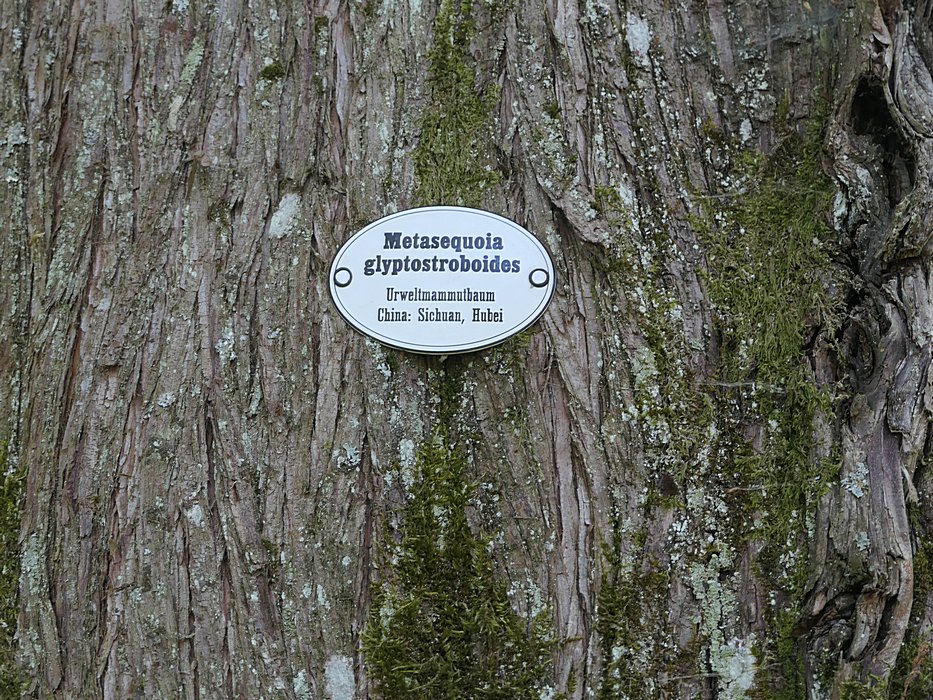 Metasequoia
glyptostroboides
Urweltmammutbaum
China: Sichuan, Hubei